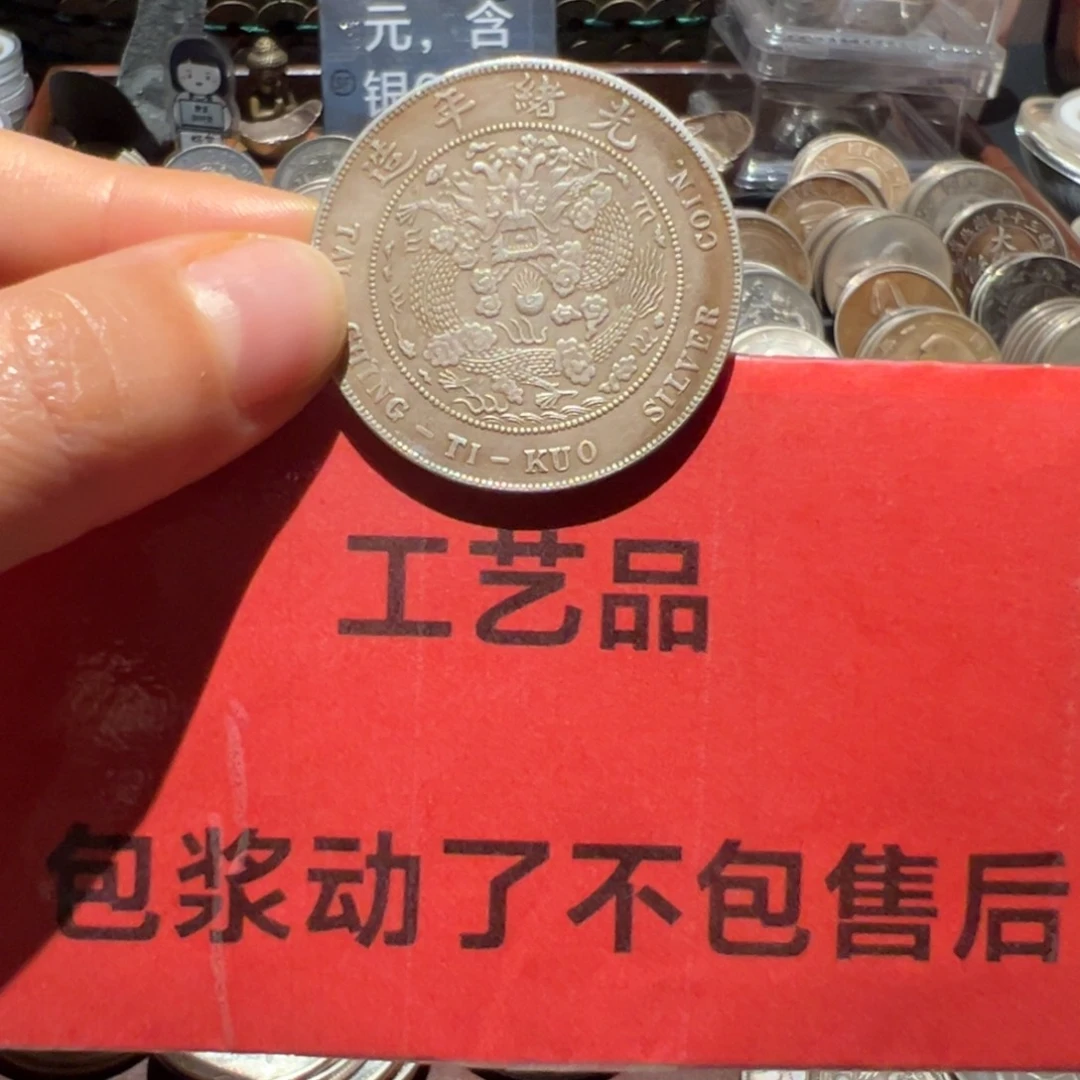 元，含
银
光緒年造
TAI-CHING-TI-KUO SILVER COIN.
工艺品
包浆动了不包售后